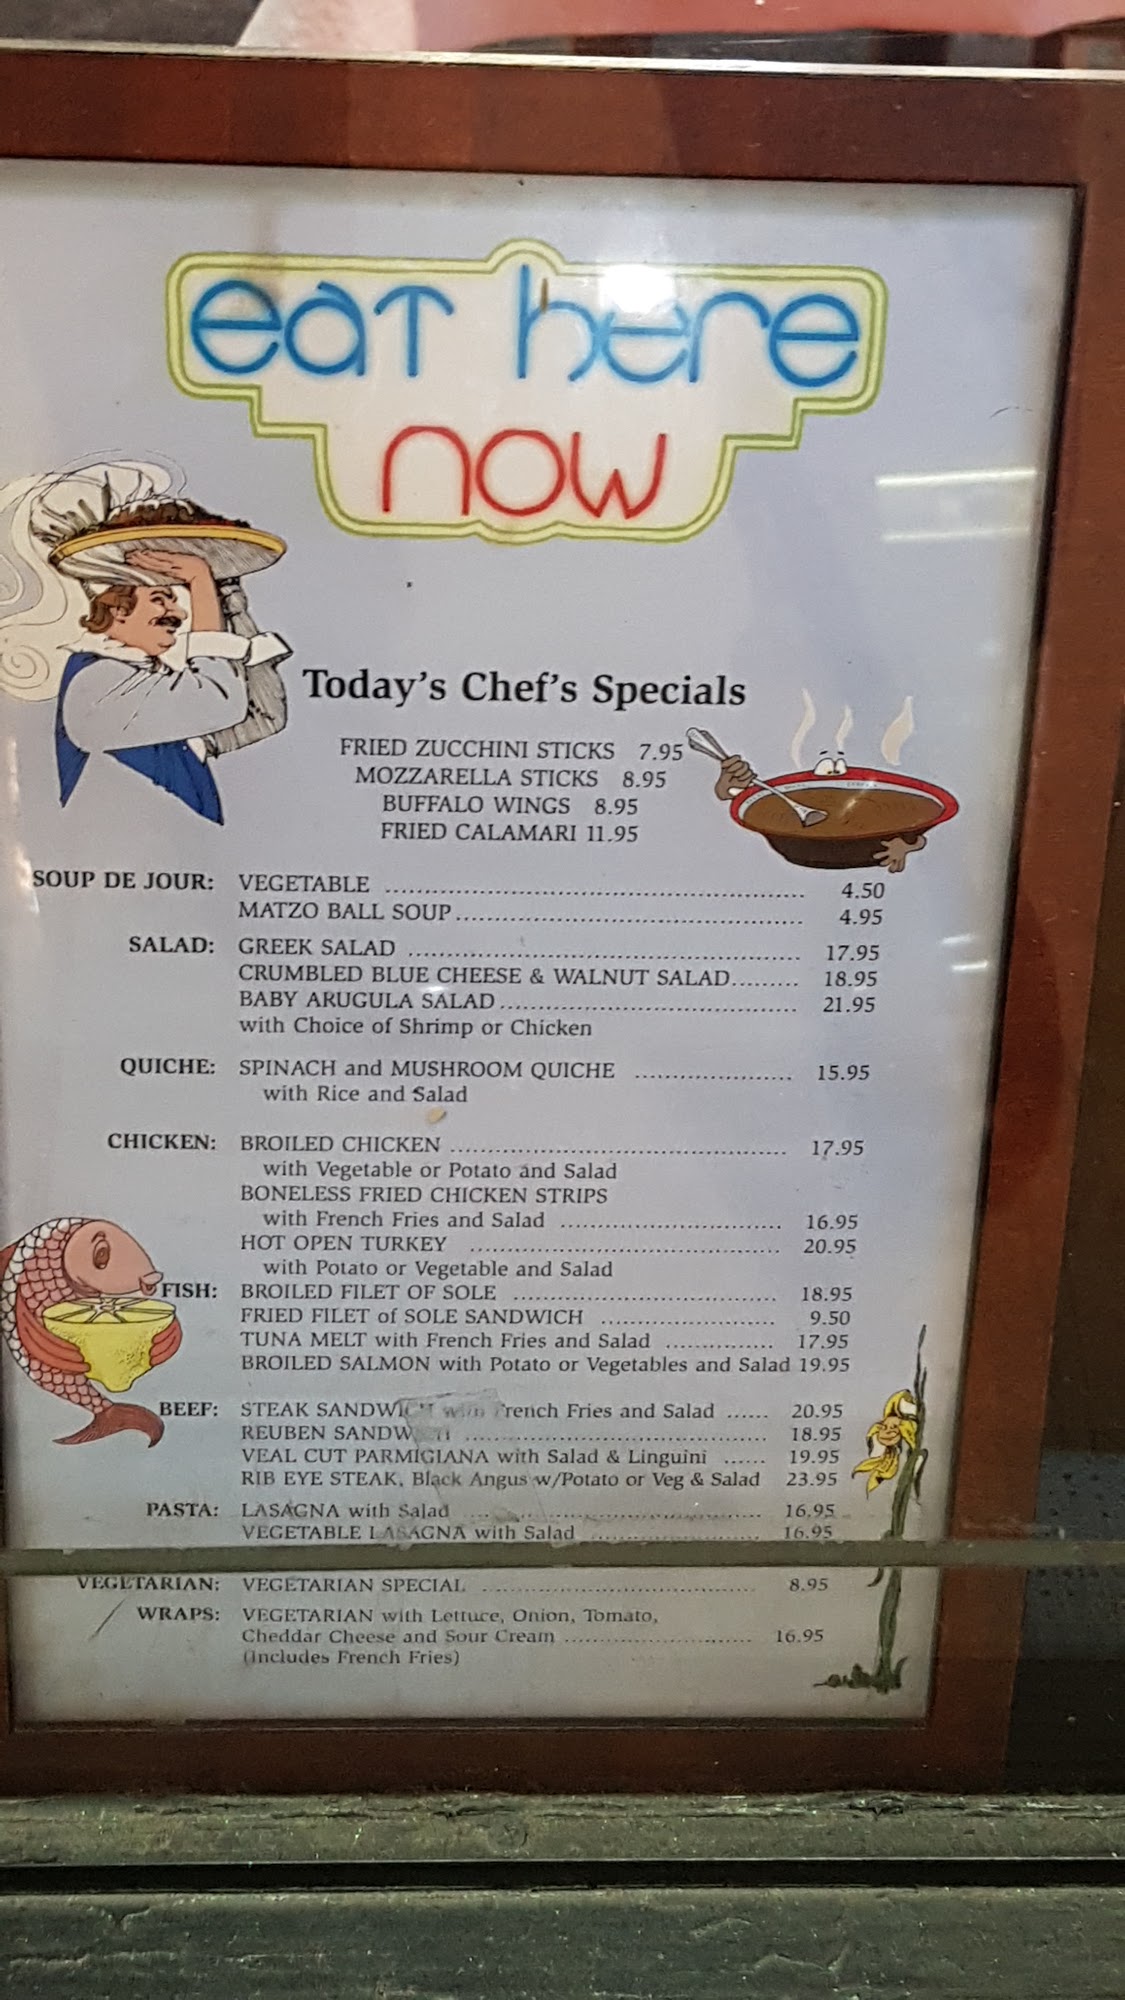 eat here
now
Today's Chef's Specials
FRIED ZUCCHINI STICKS 7.95
MOZZARELLA STICKS 8.95
BUFFALO WINGS 8.95
FRIED CALAMARI 11.95
SOUP DE JOUR: VEGETABLE ........ 4.50
MATZO BALL SOUP ........ 4.95
SALAD: GREEK SALAD ........ 17.95
CRUMBLED BLUE CHEESE & WALNUT SALAD ........ 18.95
BABY ARUGULA SALAD ........ 21.95
with Choice of Shrimp or Chicken
QUICHE: SPINACH and MUSHROOM QUICHE ........ 15.95
with Rice and Salad
CHICKEN: BROILED CHICKEN ........ 17.95
with Vegetable or Potato and Salad
BONELESS FRIED CHICKEN STRIPS
with French Fries and Salad ........ 16.95
HOT OPEN TURKEY ........ 20.95
with Potato or Vegetable and Salad
FISH: BROILED FILET OF SOLE ........ 18.95
FRIED FILET of SOLE SANDWICH ........ 9.50
TUNA MELT with French Fries and Salad ........ 17.95
BROILED SALMON with Potato or Vegetables and Salad 19.95
BEEF: STEAK SANDWICH with French Fries and Salad ...... 20.95
REUBEN SANDWICH ........ 18.95
VEAL CUT PARMIGIANA with Salad & Linguini ...... 19.95
RIB EYE STEAK, Black Angus w/Potato or Veg & Salad 23.95
PASTA: LASAGNA with Salad ........ 16.95
VEGETABLE LASAGNA with Salad ........ 16.95
VEGETARIAN: VEGETARIAN SPECIAL ........ 8.95
WRAPS: VEGETARIAN with Lettuce, Onion, Tomato,
Cheddar Cheese and Sour Cream ........ 16.95
(Includes French Fries)